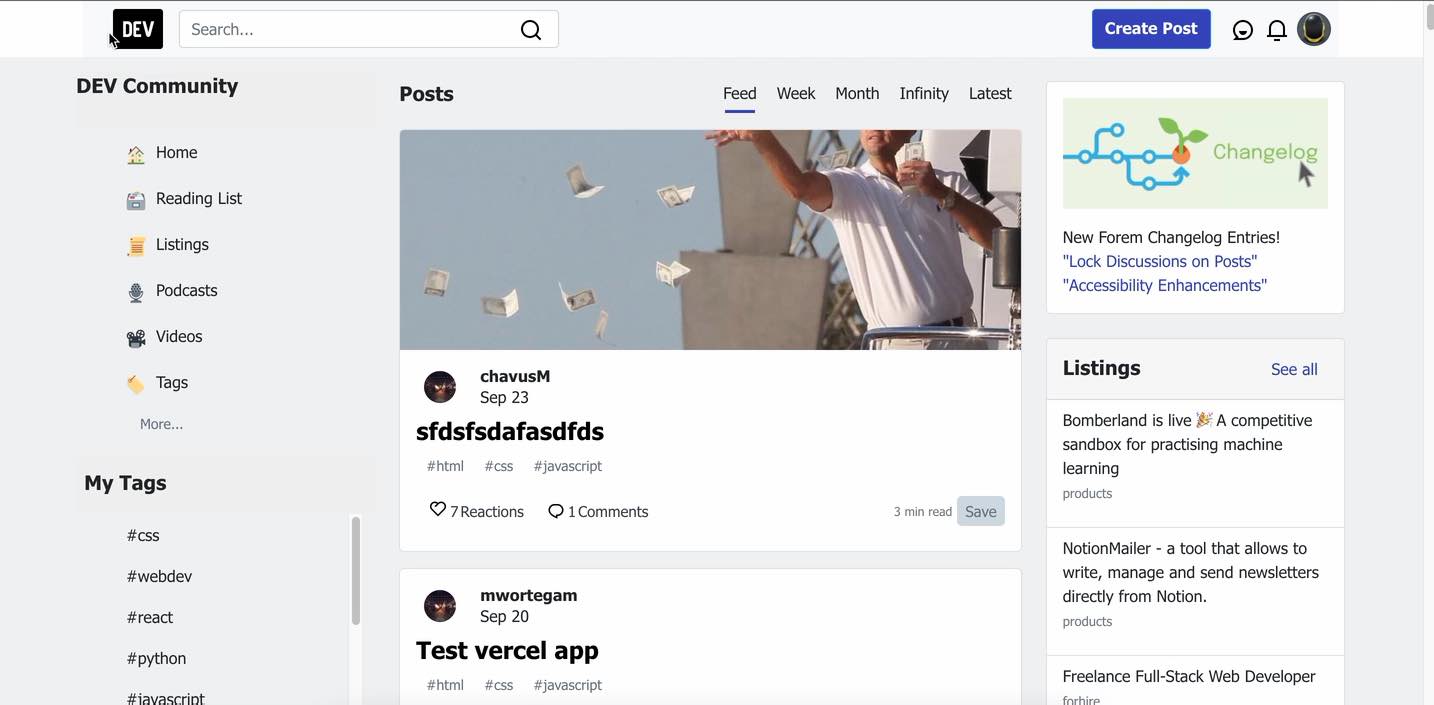 DEV
Search...
Create Post
DEV Community
Home
Reading List
Listings
Podcasts
Videos
Tags
More...
My Tags
#css
#webdev
#react
#python
#javascript
Posts
Feed Week Month Infinity Latest
chavusM
Sep 23
sfdsfsdafasdfds
#html #css #javascript
7 Reactions 1 Comments 3 min read Save
mwortegam
Sep 20
Test vercel app
#html #css #javascript
Changelog
New Forem Changelog Entries!
"Lock Discussions on Posts"
"Accessibility Enhancements"
Listings See all
Bomberland is live 🎉 A competitive
sandbox for practising machine
learning
products
NotionMailer - a tool that allows to
write, manage and send newsletters
directly from Notion.
products
Freelance Full-Stack Web Developer
forhire